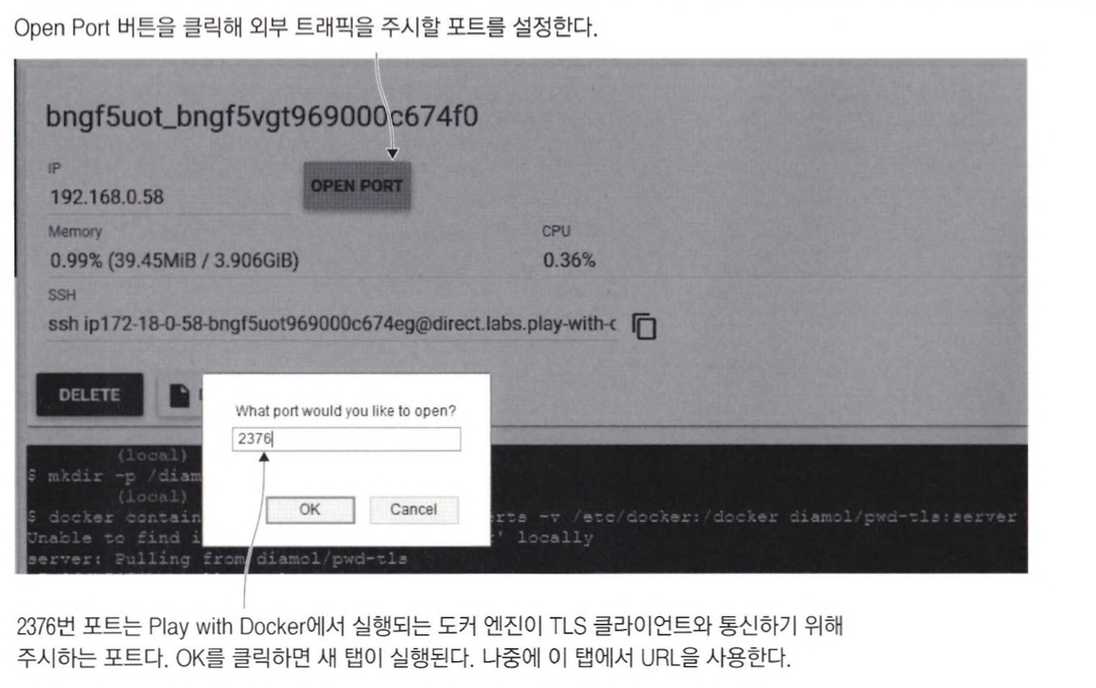 Open Port 버튼을 클릭해 외부 트래픽을 주시할 포트를 설정한다.
bngf5uot_bngf5vgt969000c674f0
IP
192.168.0.58
OPEN PORT
Memory
CPU
0.99% (39.45MiB / 3.906GiB)
0.36%
SSH
ssh ip172-18-0-58-bngf5uot969000c674eg@direct.labs.play-with-c
DELETE
What port would you like to open?
2376
OK
Cancel
(local)
$ mkdir -p /diam
(local)
$ docker contain rts -v /etc/docker:/docker diamol/pwd-tls:server
Unable to find i ' locally
server: Pulling from diamol/pwd-tls
2376번 포트는 Play with Docker에서 실행되는 도커 엔진이 TLS 클라이언트와 통신하기 위해
주시하는 포트다. OK를 클릭하면 새 탭이 실행된다. 나중에 이 탭에서 URL을 사용한다.